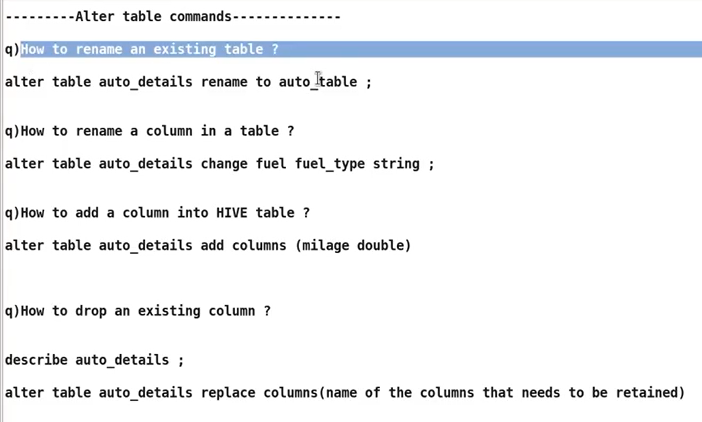 ---------Alter table commands--------------
q)How to rename an existing table ?
alter table auto_details rename to auto_table ;
q)How to rename a column in a table ?
alter table auto_details change fuel fuel_type string ;
q)How to add a column into HIVE table ?
alter table auto_details add columns (milage double)
q)How to drop an existing column ?
describe auto_details ;
alter table auto_details replace columns(name of the columns that needs to be retained)